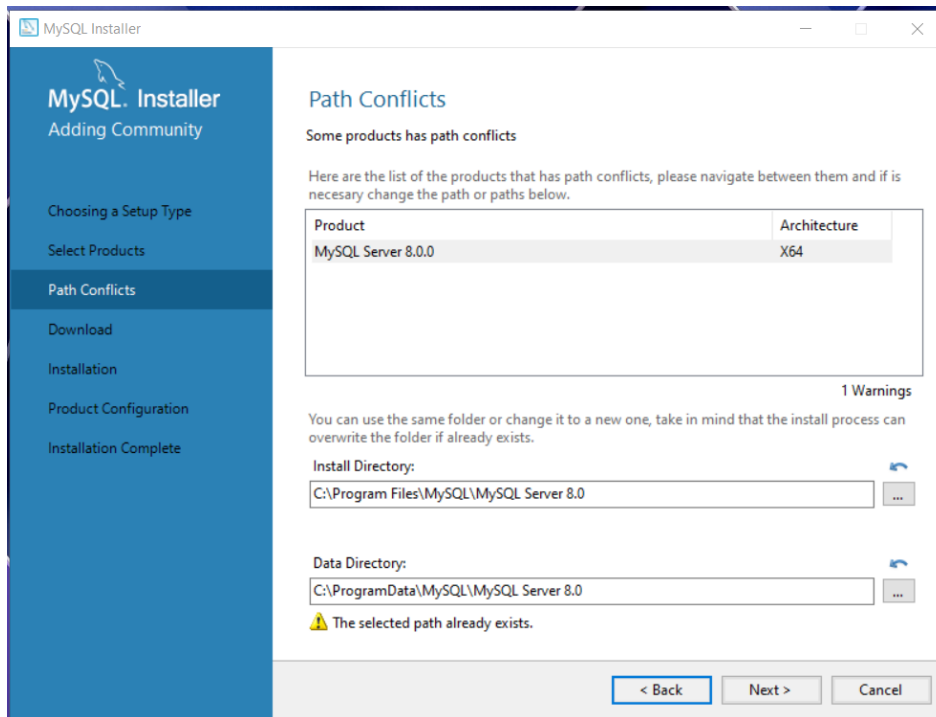 MySQL Installer
MySQL. Installer
Adding Community
Choosing a Setup Type
Select Products
Path Conflicts
Download
Installation
Product Configuration
Installation Complete
Path Conflicts
Some products has path conflicts
Here are the list of the products that has path conflicts, please navigate between them and if is
necesary change the path or paths below.
Product Architecture
MySQL Server 8.0.0 X64
1 Warnings
You can use the same folder or change it to a new one, take in mind that the install process can
overwrite the folder if already exists.
Install Directory:
C:\Program Files\MySQL\MySQL Server 8.0
...
Data Directory:
C:\ProgramData\MySQL\MySQL Server 8.0
...
The selected path already exists.
< Back Next > Cancel